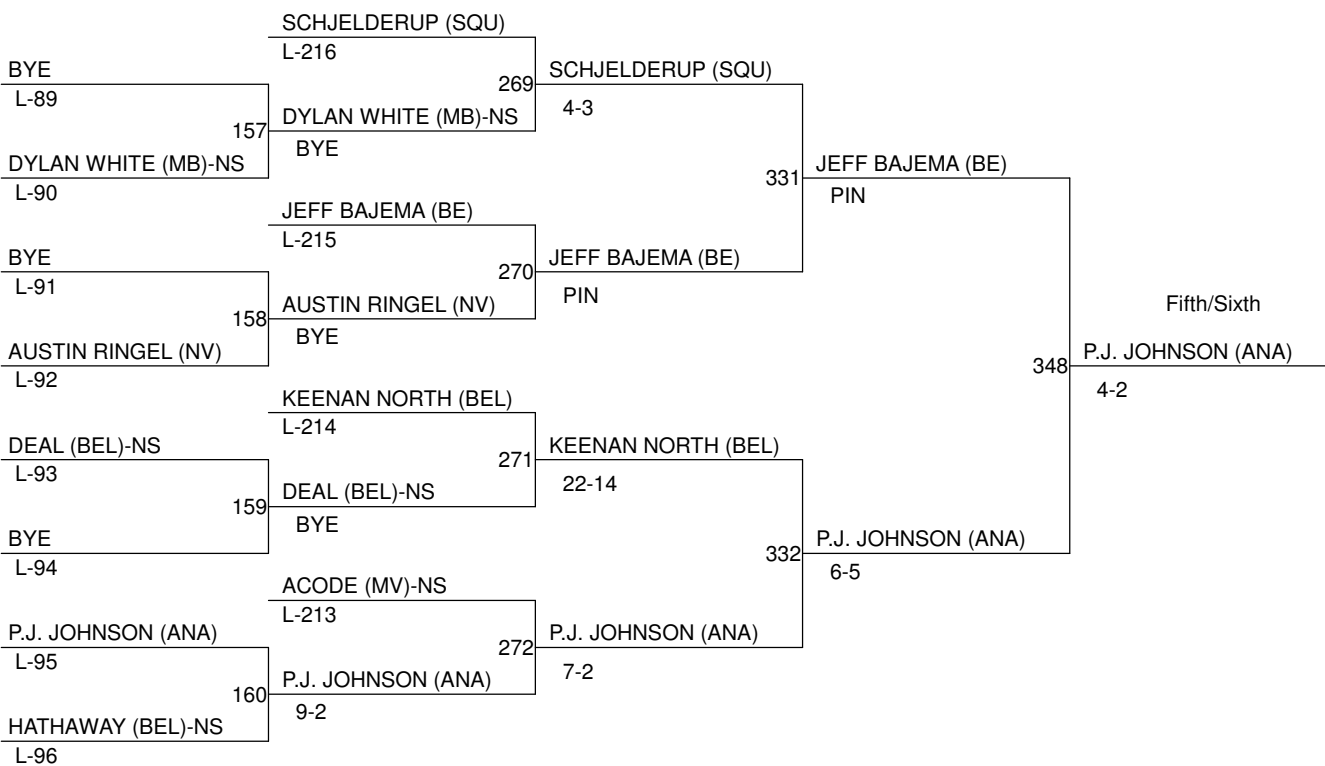 SCHJELDERUP (SQU)
L-216
BYE
L-89
269
SCHJELDERUP (SQU)
4-3
157
DYLAN WHITE (MB)-NS
BYE
DYLAN WHITE (MB)-NS
L-90
331
JEFF BAJEMA (BE)
PIN
JEFF BAJEMA (BE)
L-215
BYE
L-91
270
JEFF BAJEMA (BE)
PIN
158
AUSTIN RINGEL (NV)
BYE
Fifth/Sixth
AUSTIN RINGEL (NV)
L-92
348
P.J. JOHNSON (ANA)
4-2
KEENAN NORTH (BEL)
L-214
DEAL (BEL)-NS
L-93
271
KEENAN NORTH (BEL)
22-14
159
DEAL (BEL)-NS
BYE
BYE
L-94
332
P.J. JOHNSON (ANA)
6-5
ACODE (MV)-NS
L-213
P.J. JOHNSON (ANA)
L-95
272
P.J. JOHNSON (ANA)
7-2
160
P.J. JOHNSON (ANA)
9-2
HATHAWAY (BEL)-NS
L-96